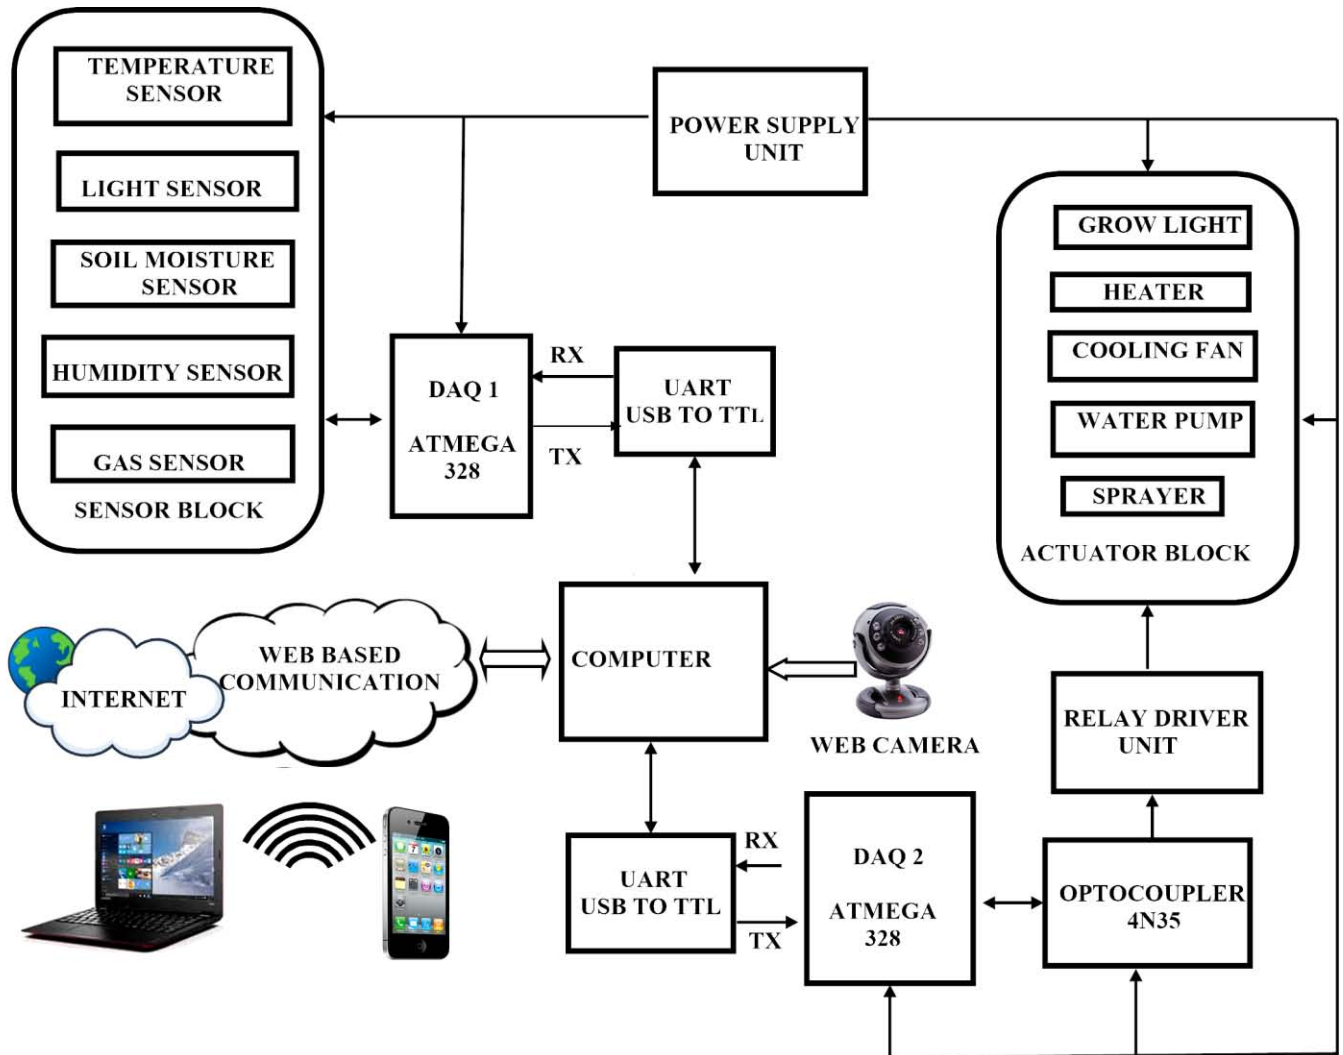 TEMPERATURE
SENSOR
LIGHT SENSOR
SOIL MOISTURE
SENSOR
HUMIDITY SENSOR
GAS SENSOR
SENSOR BLOCK
POWER SUPPLY
UNIT
GROW LIGHT
HEATER
COOLING FAN
WATER PUMP
SPRAYER
ACTUATOR BLOCK
DAQ 1
ATMEGA
328
RX
TX
UART
USB TO TTL
INTERNET
WEB BASED
COMMUNICATION
COMPUTER
WEB CAMERA
RELAY DRIVER
UNIT
UART
USB TO TTL
RX
TX
DAQ 2
ATMEGA
328
OPTOCOUPLER
4N35